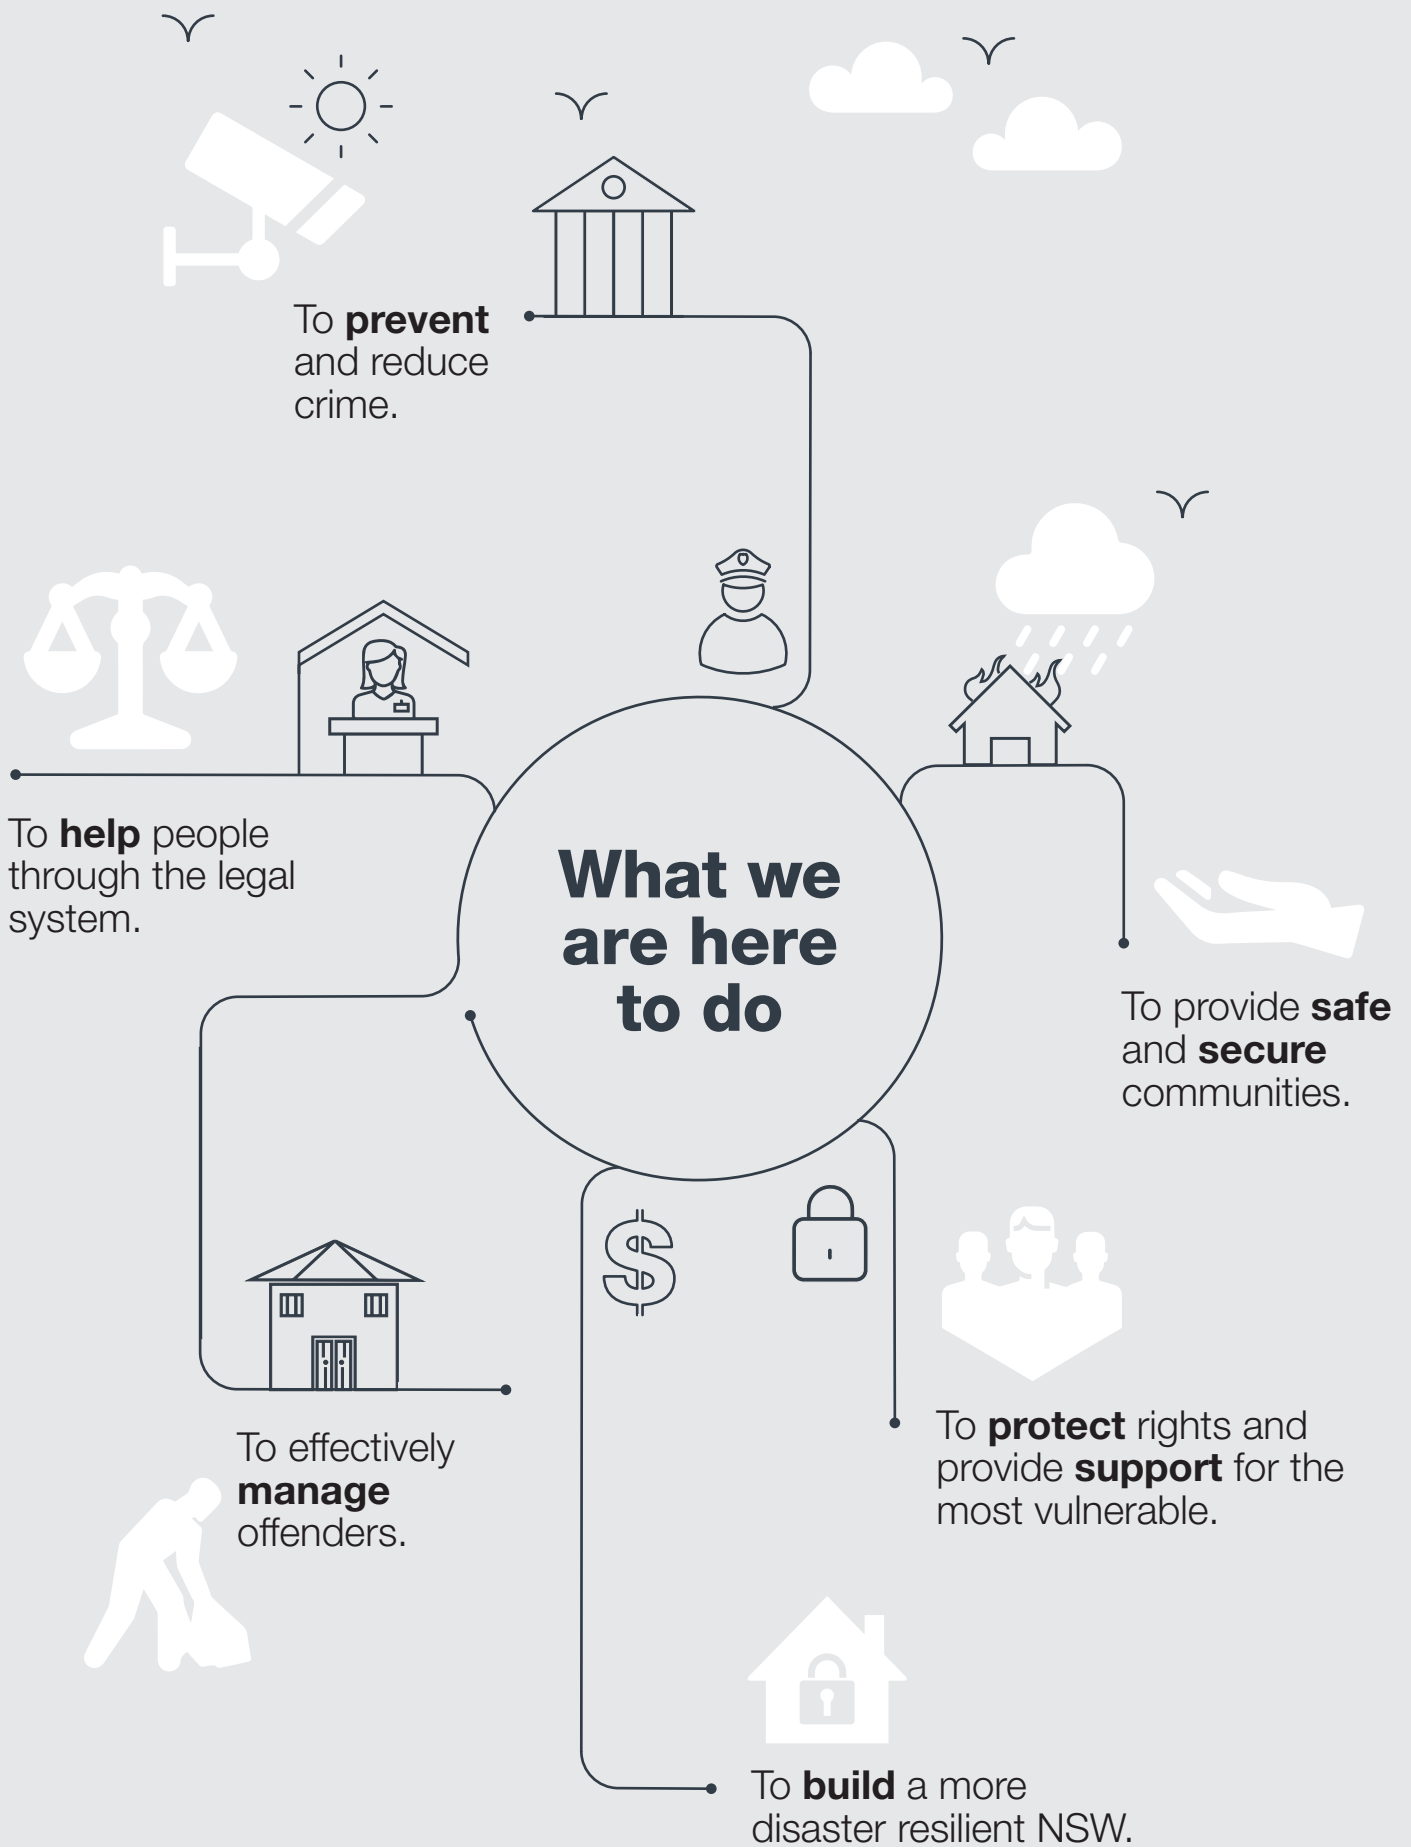 To prevent
and reduce
crime.
To help people
through the legal
system.
What we
are here
to do
To provide safe
and secure
communities.
To effectively
manage
offenders.
To protect rights and
provide support for the
most vulnerable.
To build a more
disaster resilient NSW.